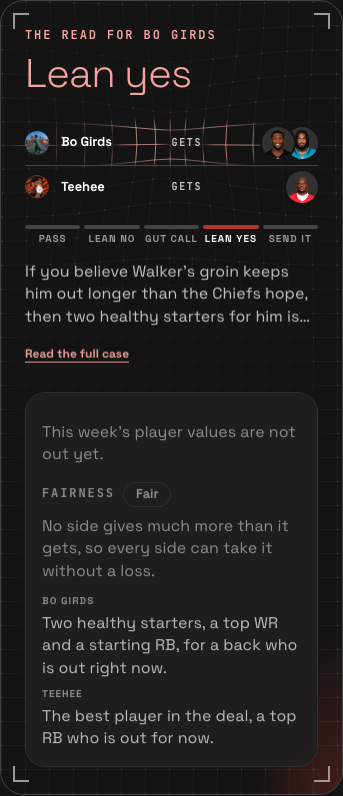 THE READ FOR BO GIRDS
Lean yes
Bo Girds GETS
Teehee GETS
PASS LEAN NO GUT CALL LEAN YES SEND IT
If you believe Walker's groin keeps
him out longer than the Chiefs hope,
then two healthy starters for him is...
Read the full case
This week's player values are not
out yet.
FAIRNESS Fair
No side gives much more than it
gets, so every side can take it
without a loss.
BO GIRDS
Two healthy starters, a top WR
and a starting RB, for a back who
is out right now.
TEEHEE
The best player in the deal, a top
RB who is out for now.